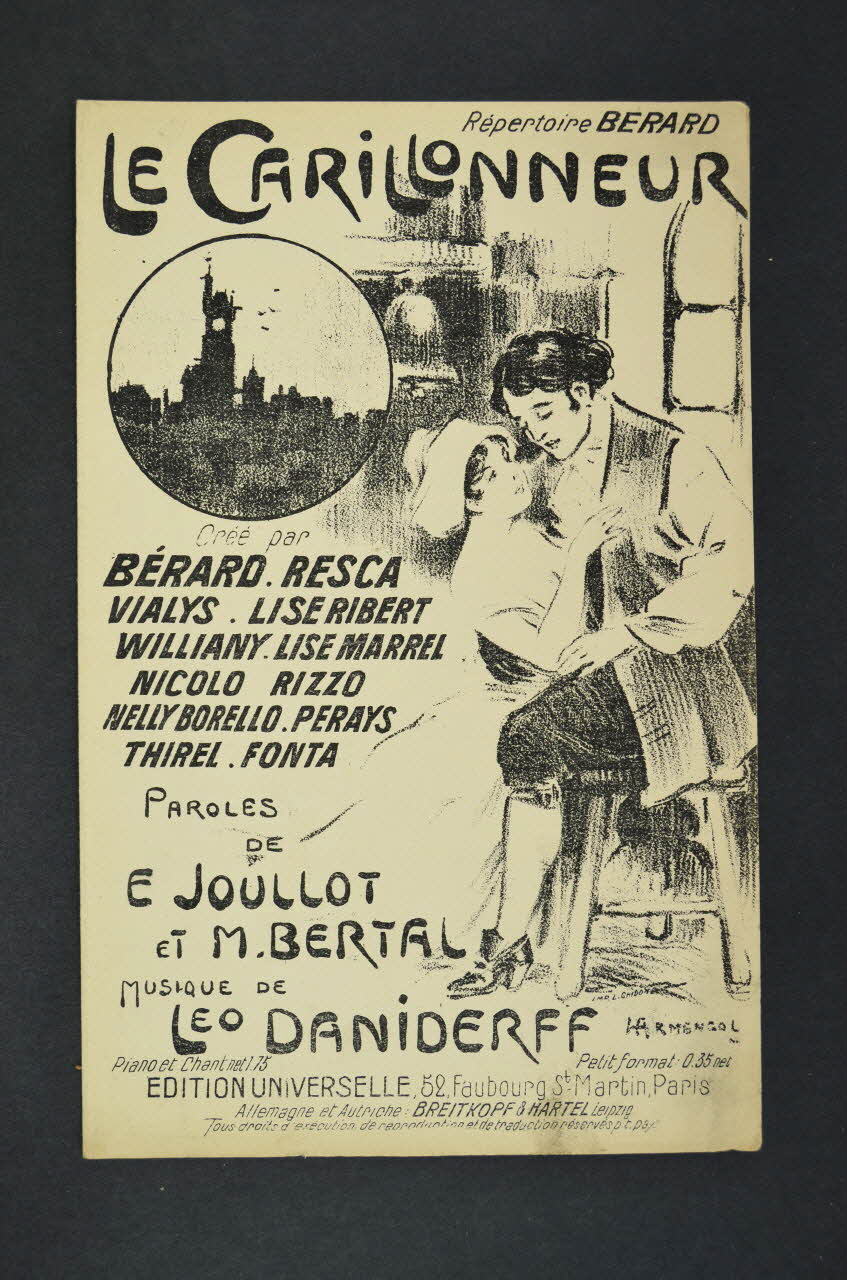 Répertoire BERARD
LE CARILLONNEUR
Créé par
BÉRARD. RESCA
VIALYS. LISE RIBERT
WILLIANY. LISE MARREL
NICOLO RIZZO
NELLY BORELLO. PERAYS
THIREL. FONTA
PAROLES
DE
E JOULLOT
ET M. BERTAL
MUSIQUE DE
LEO DANIDERFF
IMP. L.
H ARMENGOL
Piano et Chant net 1.75
Petit format: 0.35 net
EDITION UNIVERSELLE, 52, Faubourg St Martin, Paris
Allemagne et Autriche: BREITKOPF & HARTEL Leipzig
Tous droits d'exécution, de reproduction et de traduction réservés p. t. pays